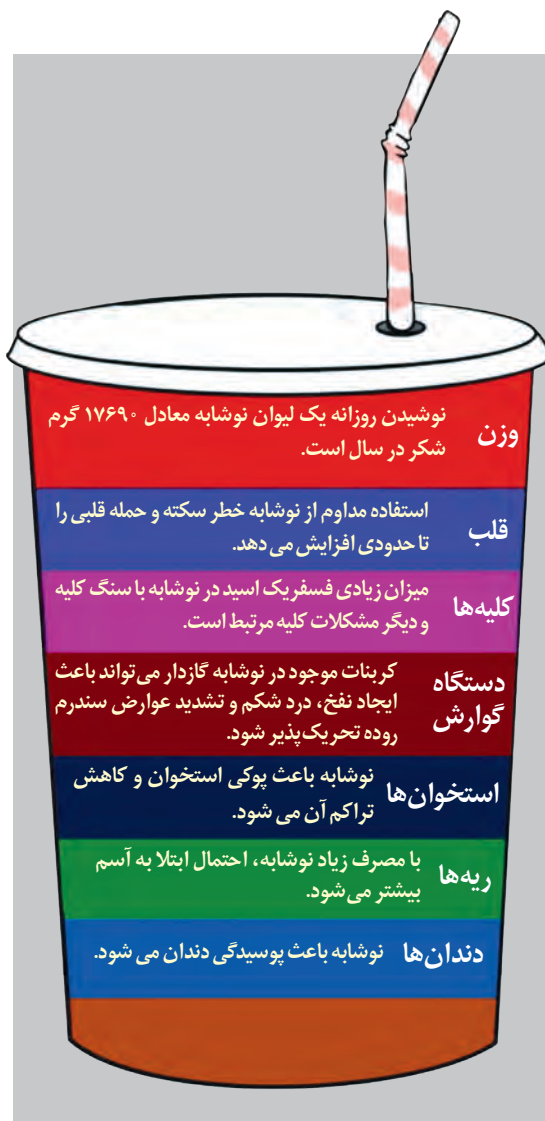 وزن
نوشیدن روزانه یک لیوان نوشابه معادل ۱۷۶۹۰ گرم
شکر در سال است.
قلب
استفاده مداوم از نوشابه خطر سکته و حمله قلبی را
تا حدودی افزایش می دهد.
کلیه‌ها
میزان زیادی فسفریک اسید در نوشابه با سنگ کلیه
و دیگر مشکلات کلیه مرتبط است.
دستگاه
گوارش
کربنات موجود در نوشابه گازدار می‌تواند باعث
ایجاد نفخ، درد شکم و تشدید عوارض سندرم
روده تحریک‌پذیر شود.
استخوان‌ها
نوشابه باعث پوکی استخوان و کاهش
تراکم آن می شود.
ریه‌ها
با مصرف زیاد نوشابه، احتمال ابتلا به آسم
بیشتر می‌شود.
دندان‌ها
نوشابه باعث پوسیدگی دندان می شود.